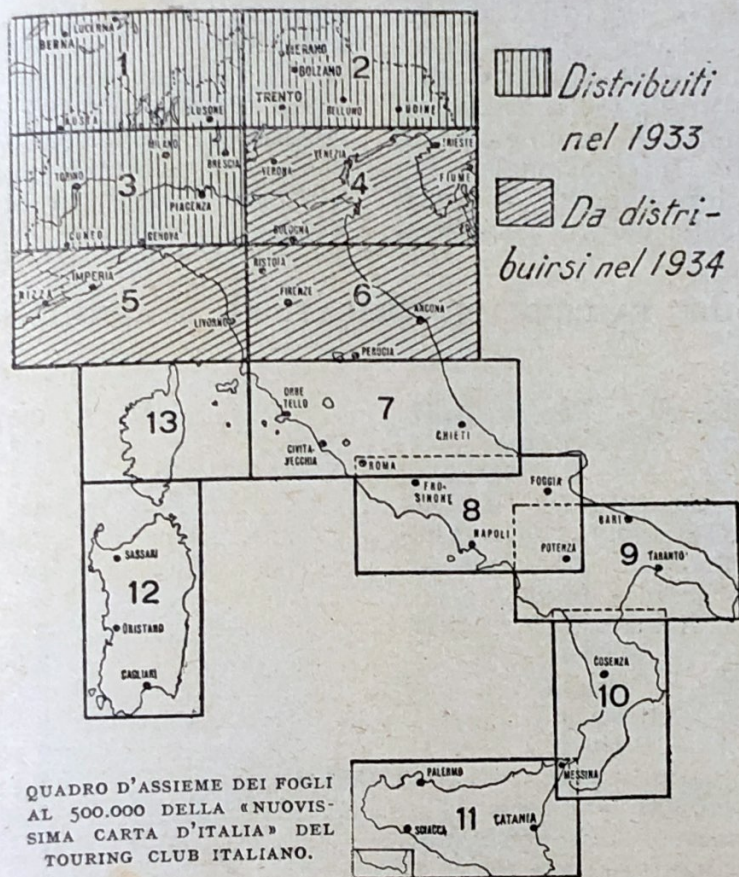 LUCERNA
BERNA
1
AOSTA
CLUSONE
MERANO
BOLZANO
2
TRENTO
BELLUNO
UDINE
Distribuiti
nel 1933
MILANO
BRESCIA
TORINO
3
PIACENZA
CUNEO
GENOVA
VENEZIA
TRIESTE
VERONA
4
FIUME
BOLOGNA
Da distri-
buirsi nel 1934
IMPERIA
NIZZA
5
LIVORNO
PISTOIA
FIRENZE
6
ANCONA
PERUGIA
13
ORBE
TELLO
7
CIVITA-
VECCHIA
CHIETI
ROMA
FRO-
SINONE
FOGGIA
8
NAPOLI
POTENZA
BARI
9
TARANTO
SASSARI
12
ORISTANO
CAGLIARI
COSENZA
10
MESSINA
PALERMO
SCIACCA
11
CATANIA
QUADRO D'ASSIEME DEI FOGLI
AL 500.000 DELLA «NUOVIS-
SIMA CARTA D'ITALIA» DEL
TOURING CLUB ITALIANO.